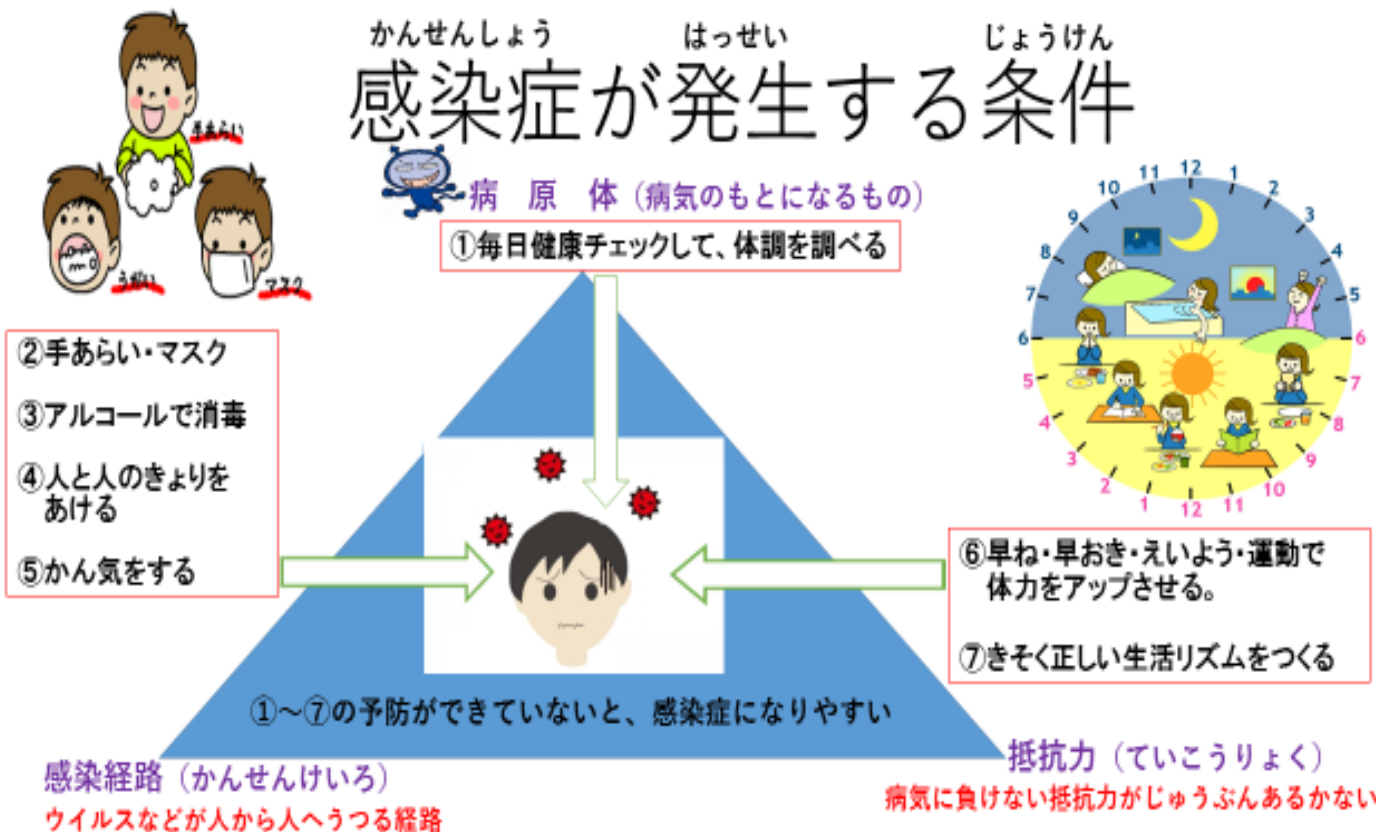 かんせんしょう はっせい じょうけん
感染症が発生する条件
手あらい
うがい
マスク
病 原 体（病気のもとになるもの）
①毎日健康チェックして、体調を調べる
②手あらい・マスク
③アルコールで消毒
④人と人のきょりを
あける
⑤かん気をする
12 1 2 3 4 5 6 7 8 9 10 11 12 1 2 3 4 5 6 7 8 9 10 11
⑥早ね・早おき・えいよう・運動で
体力をアップさせる。
⑦きそく正しい生活リズムをつくる
①～⑦の予防ができていないと、感染症になりやすい
感染経路（かんせんけいろ）
ウイルスなどが人から人へうつる経路
抵抗力（ていこうりょく）
病気に負けない抵抗力がじゅうぶんあるかない